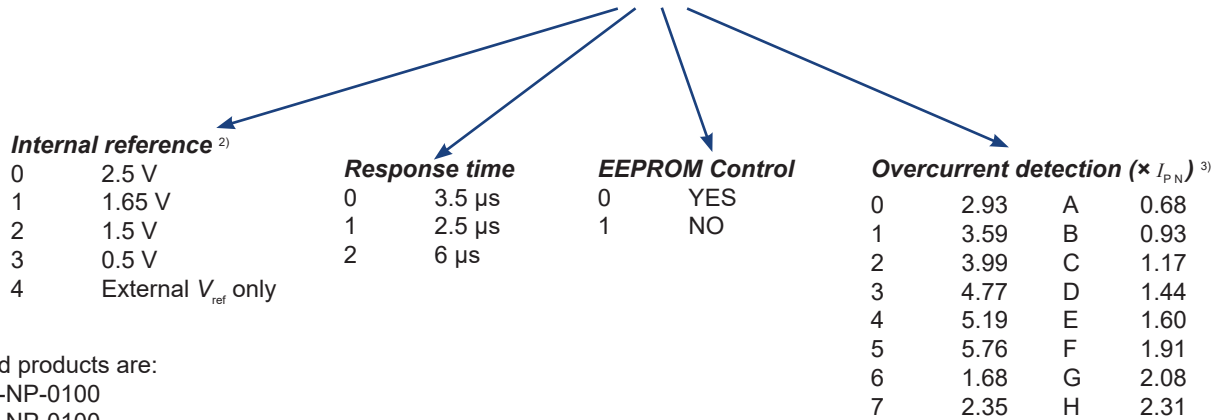 Internal reference 2)
0 2.5 V
1 1.65 V
2 1.5 V
3 0.5 V
4 External Vref only
Response time
0 3.5 µs
1 2.5 µs
2 6 µs
EEPROM Control
0 YES
1 NO
Overcurrent detection (× IPN) 3)
0 2.93 A 0.68
1 3.59 B 0.93
2 3.99 C 1.17
3 4.77 D 1.44
4 5.19 E 1.60
5 5.76 F 1.91
6 1.68 G 2.08
7 2.35 H 2.31
d products are:
-NP-0100